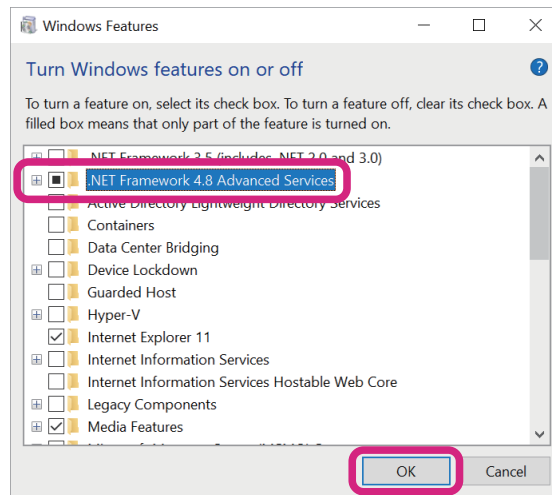 Windows Features
Turn Windows features on or off
To turn a feature on, select its check box. To turn a feature off, clear its check box. A
filled box means that only part of the feature is turned on.
.NET Framework 3.5 (includes .NET 2.0 and 3.0)
.NET Framework 4.8 Advanced Services
Active Directory Lightweight Directory Services
Containers
Data Center Bridging
Device Lockdown
Guarded Host
Hyper-V
Internet Explorer 11
Internet Information Services
Internet Information Services Hostable Web Core
Legacy Components
Media Features
OK
Cancel